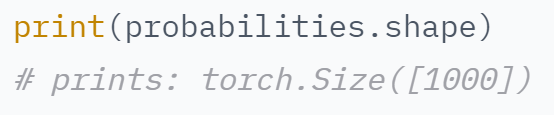 print(probabilities.shape)
# prints: torch.Size([1000])